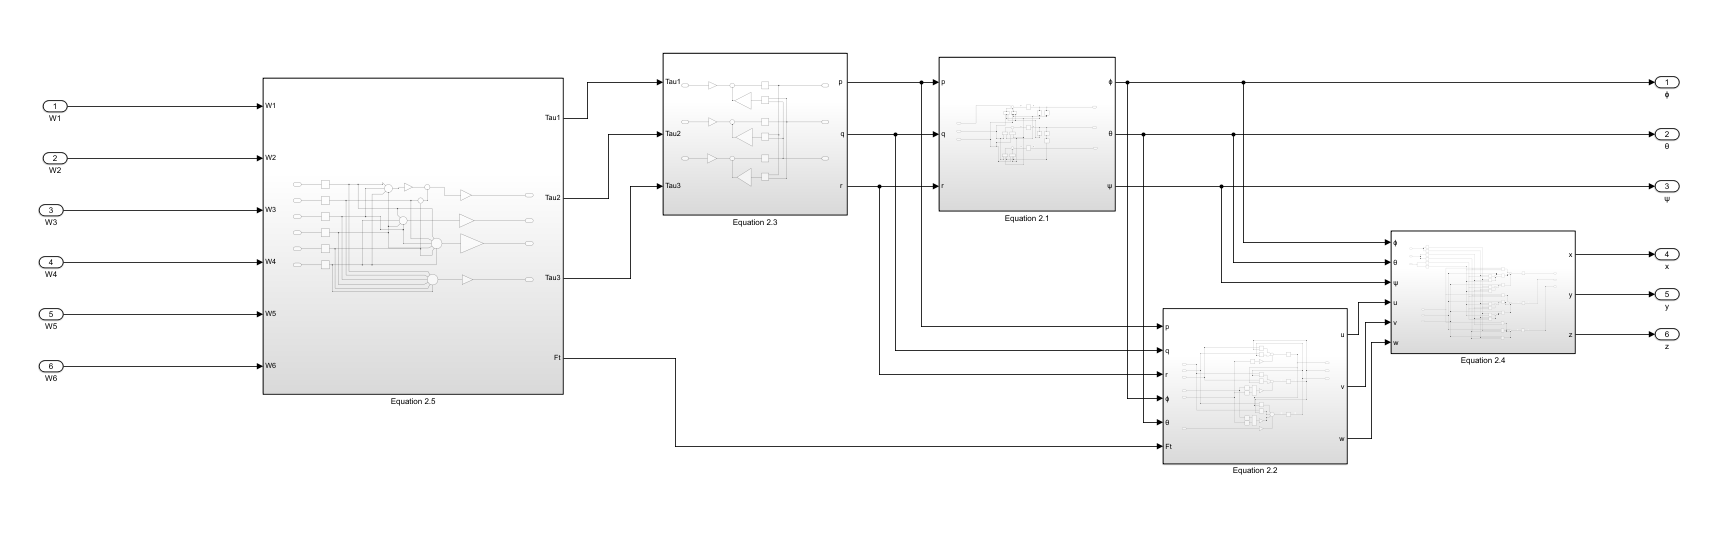 1
W1
2
W2
3
W3
4
W4
5
W5
6
W6
W1
W2
W3
W4
W5
W6
Tau1
Tau2
Tau3
Ft
Equation 2.5
Tau1
Tau2
Tau3
p
q
r
Equation 2.3
p
q
r
ϕ
θ
ψ
Equation 2.1
p
q
r
ϕ
θ
Ft
u
v
w
Equation 2.2
ϕ
θ
ψ
u
v
w
x
y
z
Equation 2.4
1
ϕ
2
θ
3
ψ
4
x
5
y
6
z